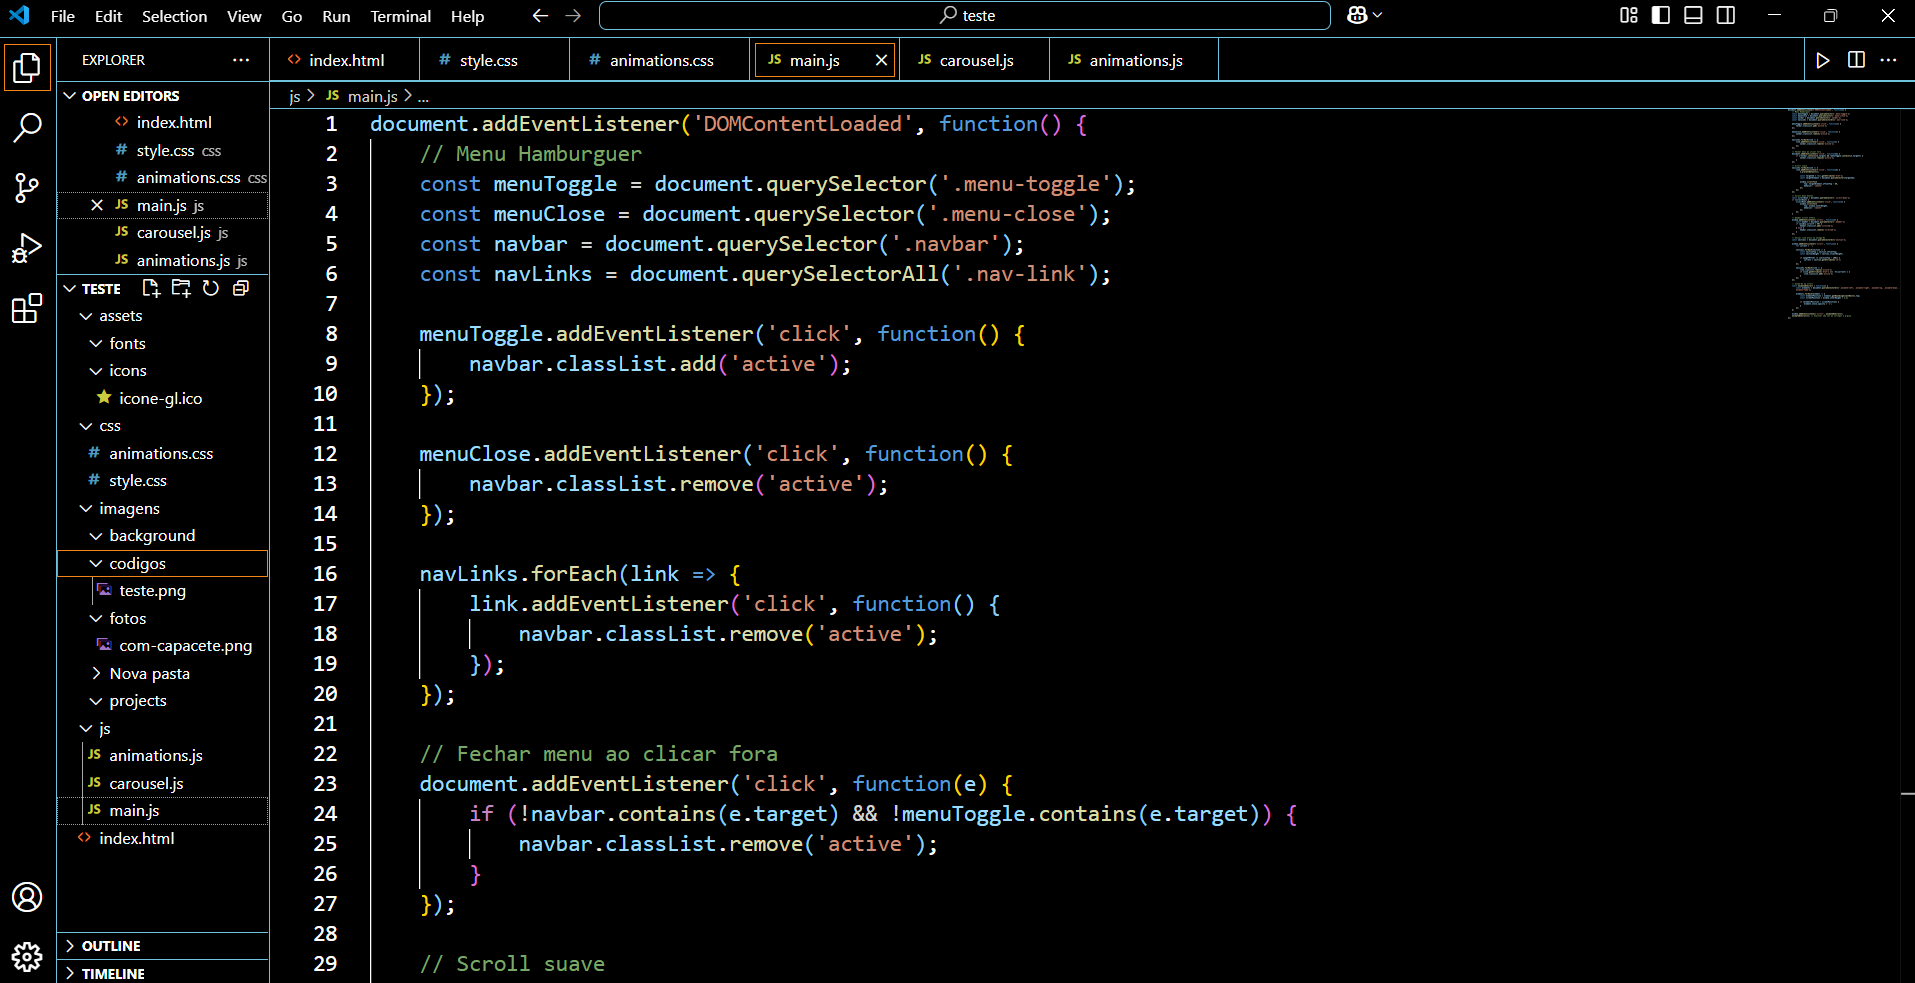 File Edit Selection View Go Run Terminal Help
teste
EXPLORER
index.html
style.css
animations.css
main.js
carousel.js
animations.js
OPEN EDITORS
index.html
style.css css
animations.css css
main.js js
carousel.js js
animations.js js
TESTE
assets
fonts
icons
icone-gl.ico
css
animations.css
style.css
imagens
background
codigos
teste.png
fotos
com-capacete.png
Nova pasta
projects
js
JS animations.js
JS carousel.js
JS main.js
index.html
OUTLINE
TIMELINE
js > JS main.js > ...
1 document.addEventListener('DOMContentLoaded', function() {
2 // Menu Hamburguer
3 const menuToggle = document.querySelector('.menu-toggle');
4 const menuClose = document.querySelector('.menu-close');
5 const navbar = document.querySelector('.navbar');
6 const navLinks = document.querySelectorAll('.nav-link');
7
8 menuToggle.addEventListener('click', function() {
9 navbar.classList.add('active');
10 });
11
12 menuClose.addEventListener('click', function() {
13 navbar.classList.remove('active');
14 });
15
16 navLinks.forEach(link => {
17 link.addEventListener('click', function() {
18 navbar.classList.remove('active');
19 });
20 });
21
22 // Fechar menu ao clicar fora
23 document.addEventListener('click', function(e) {
24 if (!navbar.contains(e.target) && !menuToggle.contains(e.target)) {
25 navbar.classList.remove('active');
26 }
27 });
28
29 // Scroll suave